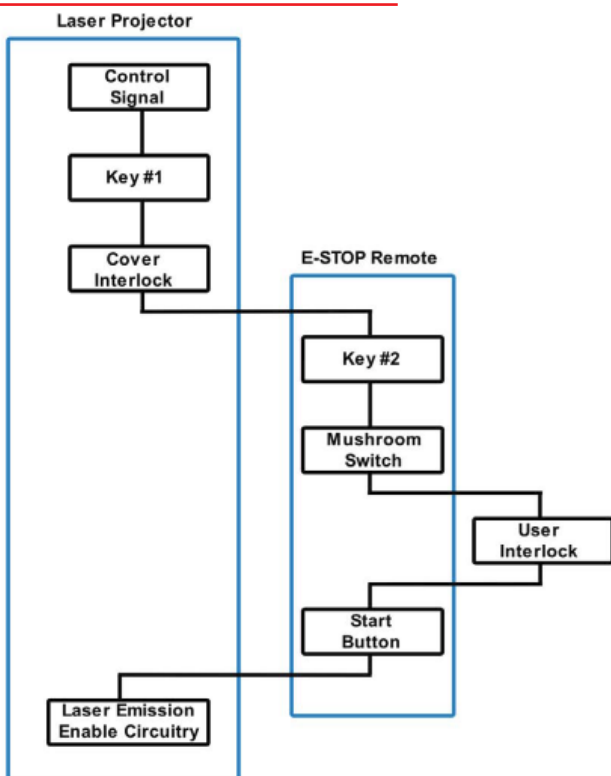 Laser Projector
Control
Signal
Key #1
Cover
Interlock
E-STOP Remote
Key #2
Mushroom
Switch
User
Interlock
Start
Button
Laser Emission
Enable Circuitry